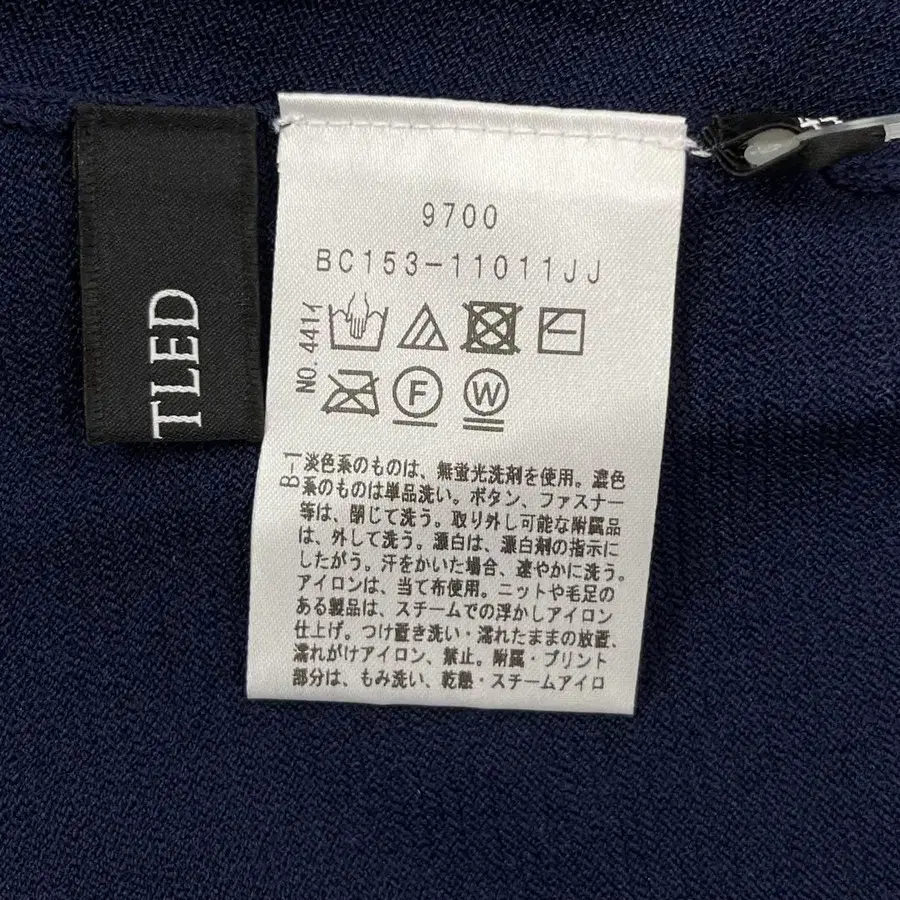 TLED
9700
BC153-11011JJ
NO.441イ
F
W
B-1
淡色系のものは、無蛍光洗剤を使用。濃色
系のものは単品洗い。ボタン、ファスナー
等は、閉じて洗う。取り外し可能な附属品
は、外して洗う。漂白は、漂白剤の指示に
したがう。汗をかいた場合、速やかに洗う。
アイロンは、当て布使用。ニットや毛足の
ある製品は、スチームでの浮かしアイロン
仕上げ。つけ置き洗い・濡れたままの放置、
濡れがけアイロン、禁止。附属・プリント
部分は、もみ洗い、乾熱・スチームアイロ